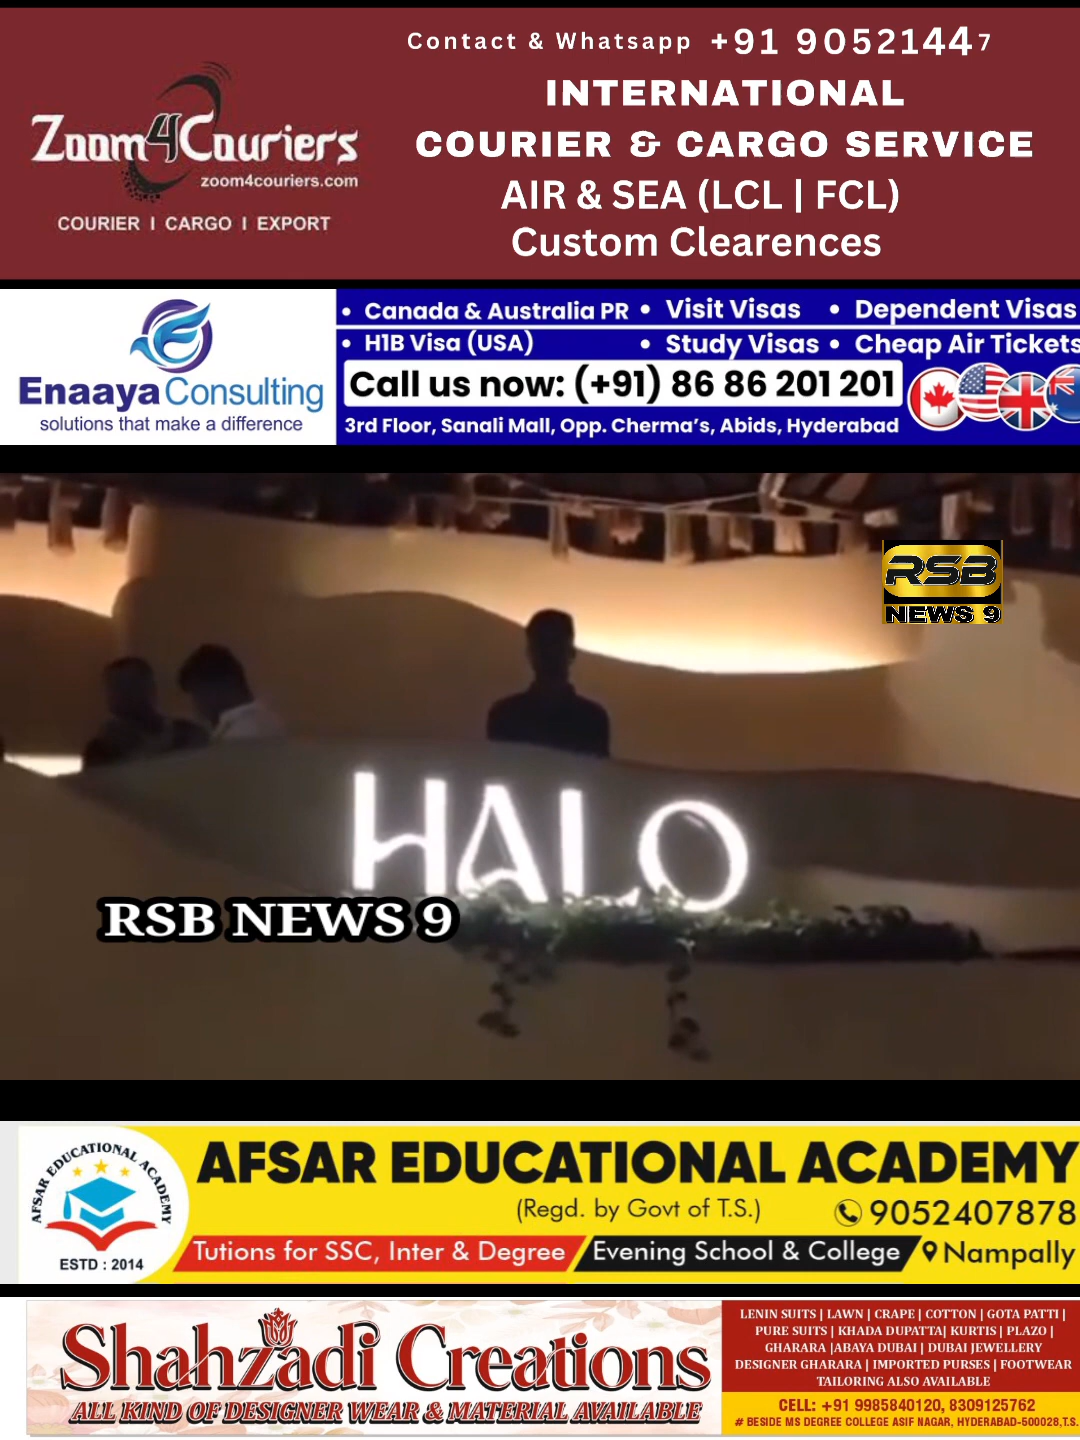 Contact & Whatsapp +91 9052144 7
Zoom4Couriers
zoom4couriers.com
COURIER I CARGO I EXPORT
INTERNATIONAL
COURIER & CARGO SERVICE
AIR & SEA (LCL | FCL)
Custom Clearences
Enaaya Consulting
solutions that make a difference
• Canada & Australia PR • Visit Visas • Dependent Visas
• H1B Visa (USA) • Study Visas • Cheap Air Tickets
Call us now: (+91) 86 86 201 201
3rd Floor, Sanali Mall, Opp. Cherma's, Abids, Hyderabad
RSB
NEWS 9
HALO
RSB NEWS 9
AFSAR EDUCATIONAL ACADEMY
ESTD : 2014
AFSAR EDUCATIONAL ACADEMY
(Regd. by Govt of T.S.) 9052407878
Tutions for SSC, Inter & Degree Evening School & College Nampally
Shahzadi Creations
ALL KIND OF DESIGNER WEAR & MATERIAL AVAILABLE
LENIN SUITS | LAWN | CRAPE | COTTON | GOTA PATTI |
PURE SUITS | KHADA DUPATTA| KURTIS | PLAZO |
GHARARA |ABAYA DUBAI | DUBAI JEWELLERY
DESIGNER GHARARA | IMPORTED PURSES | FOOTWEAR
TAILORING ALSO AVAILABLE
CELL: +91 9985840120, 8309125762
# BESIDE MS DEGREE COLLEGE ASIF NAGAR, HYDERABAD-500028,T.S.